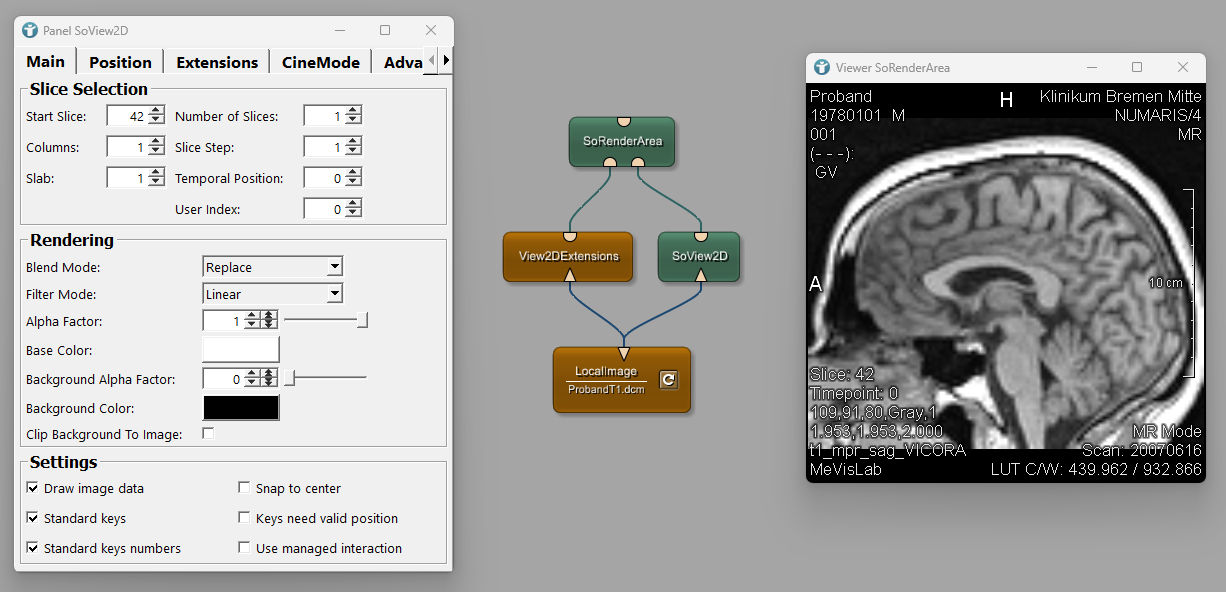 Panel SoView2D
Main Position Extensions CineMode Adva
Slice Selection
Start Slice: 42 Number of Slices: 1
Columns: 1 Slice Step: 1
Slab: 1 Temporal Position: 0
User Index: 0
Rendering
Blend Mode: Replace
Filter Mode: Linear
Alpha Factor: 1
Base Color:
Background Alpha Factor: 0
Background Color:
Clip Background To Image:
Settings
Draw image data Snap to center
Standard keys Keys need valid position
Standard keys numbers Use managed interaction
SoRenderArea
View2DExtensions SoView2D
LocalImage
ProbandT1.dcm
Viewer SoRenderArea
Proband H Klinikum Bremen Mitte
19780101 M NUMARIS/4
001 MR
(---):
GV
A 10 cm
Slice: 42
Timepoint: 0
109,91,80,Gray,1
1.953,1.953,2.000 MR Mode
t1_mpr_sag_VICORA Scan: 20070616
MeVisLab LUT C/W: 439.962 / 932.866